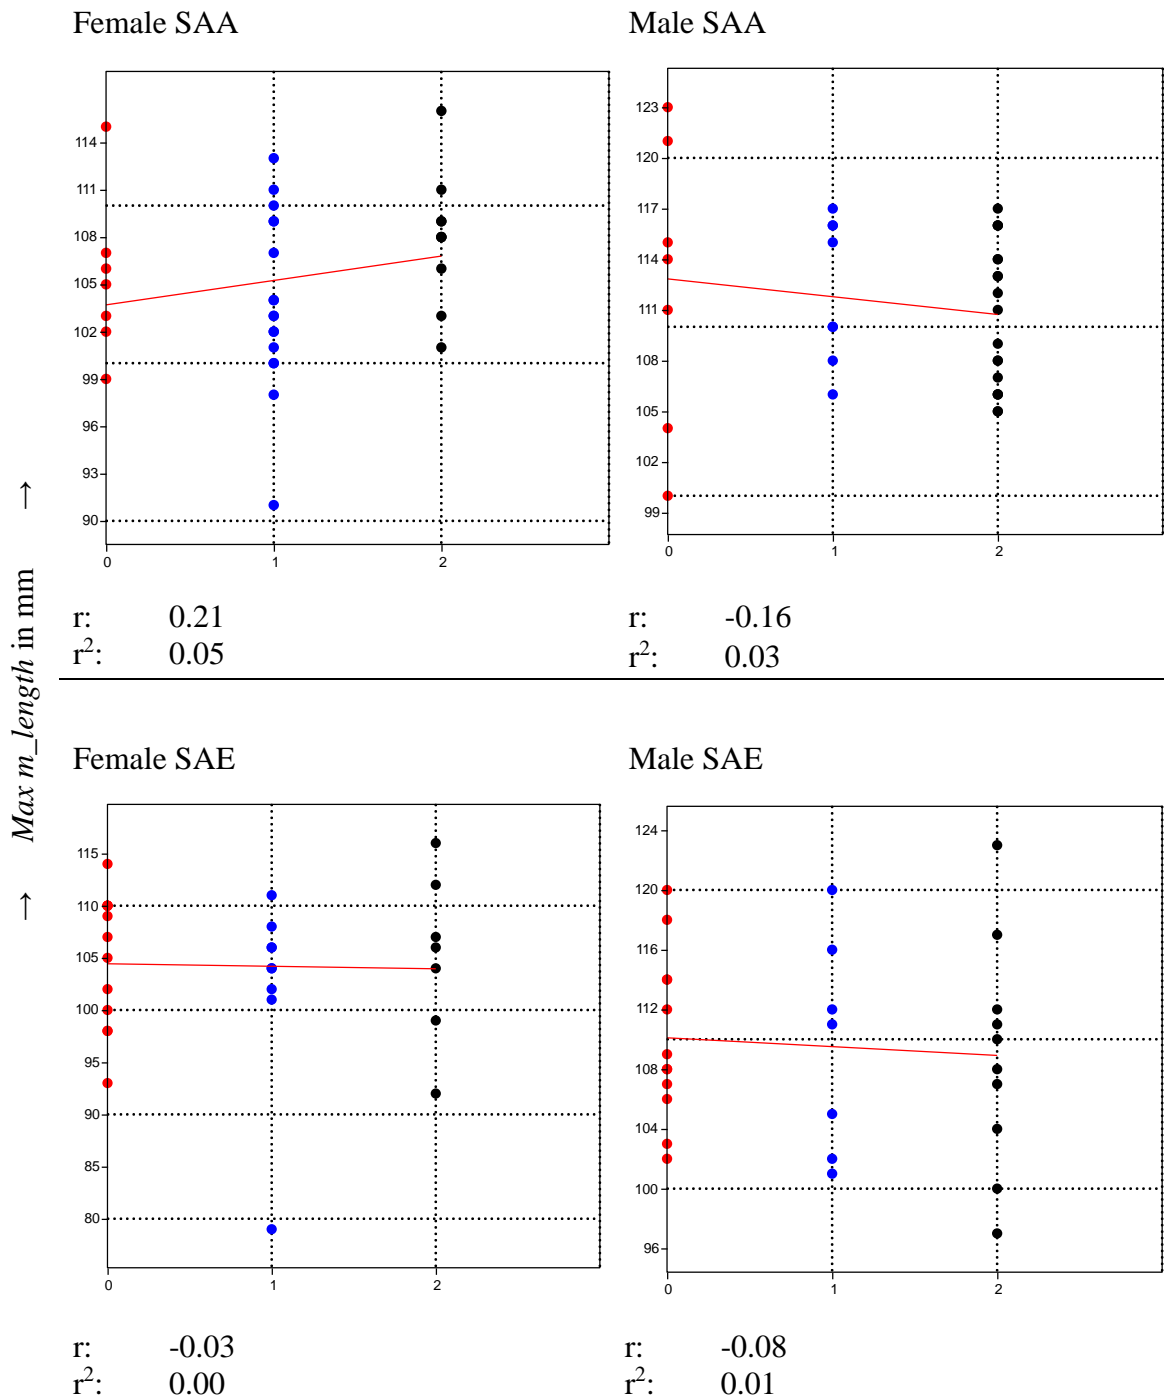 Female SAA
114
111
108
105
102
99
96
93
90
0 1 2
r: 0.21
r²: 0.05
Male SAA
123
120
117
114
111
108
105
102
99
0 1 2
r: -0.16
r²: 0.03
→ Max m_length in mm →
Female SAE
115
110
105
100
95
90
85
80
0 1 2
r: -0.03
r²: 0.00
Male SAE
124
120
116
112
108
104
100
96
0 1 2
r: -0.08
r²: 0.01